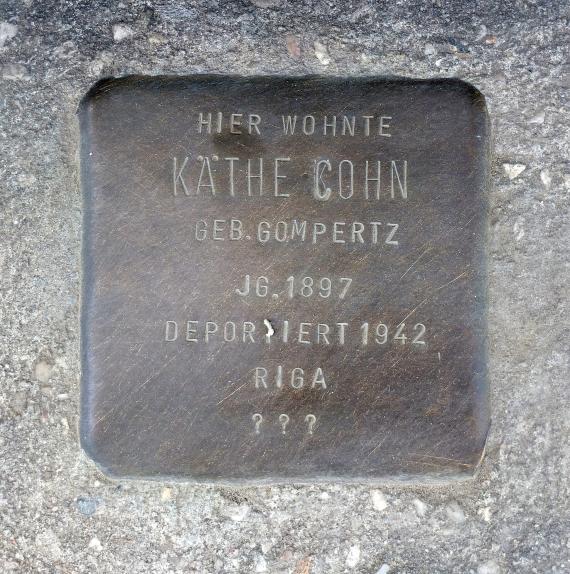 HIER WOHNTE
KÄTHE COHN
GEB. GOMPERTZ
JG. 1897
DEPORTIERT 1942
RIGA
? ? ?